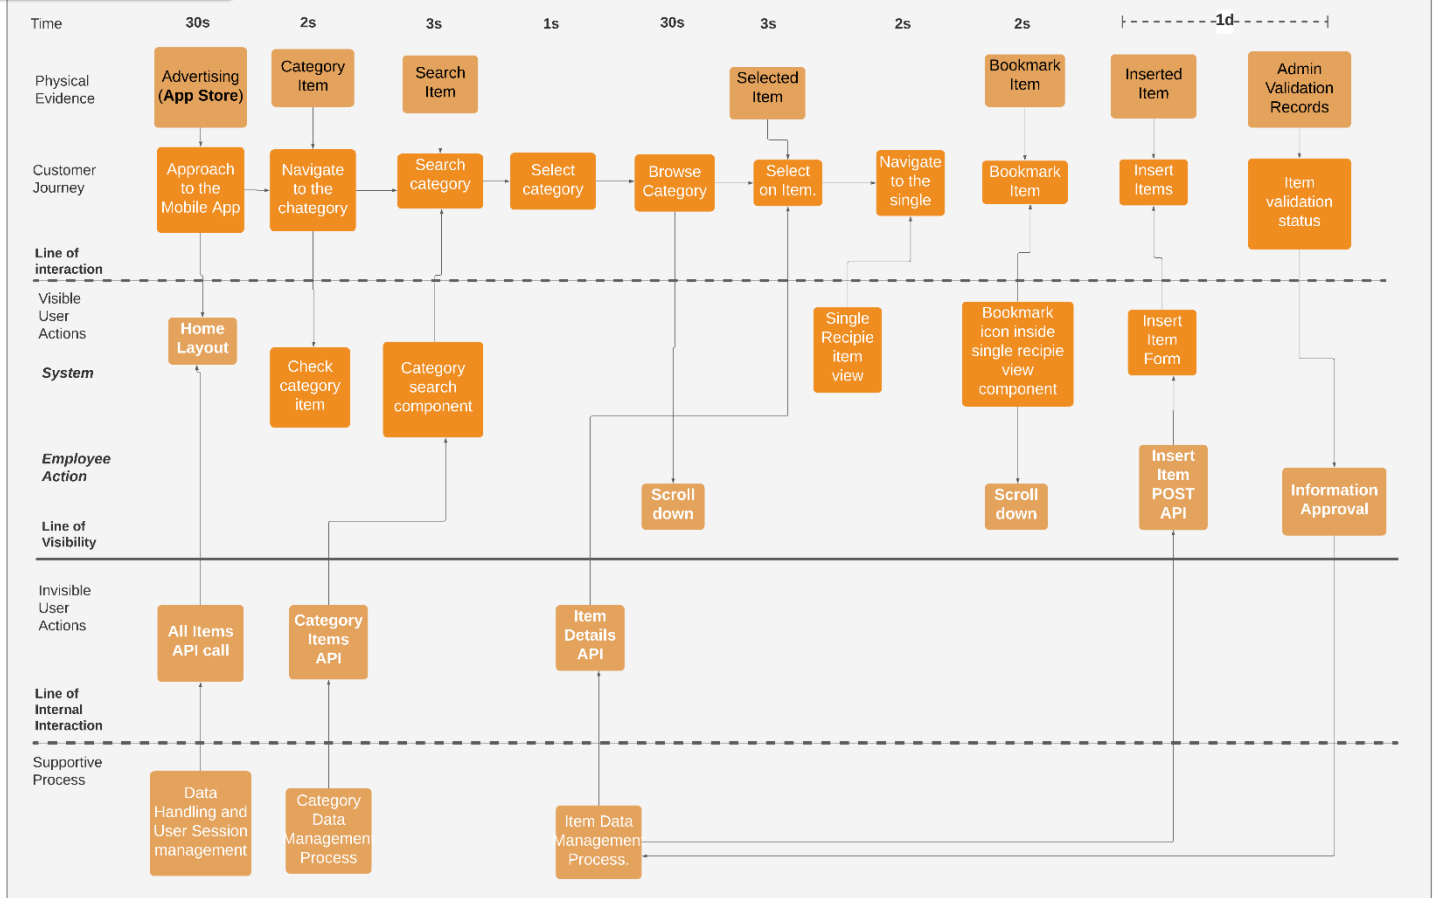 Time
30s
2s
3s
1s
30s
3s
2s
2s
1d
Physical
Evidence
Advertising
(App Store)
Category
Item
Search
Item
Selected
Item
Bookmark
Item
Inserted
Item
Admin
Validation
Records
Customer
Journey
Approach
to the
Mobile App
Navigate
to the
chategory
Search
category
Select
category
Browse
Category
Select
on Item.
Navigate
to the
single
Bookmark
Item
Insert
Items
Item
validation
status
Line of
interaction
Visible
User
Actions
System
Home
Layout
Check
category
item
Category
search
component
Single
Recipie
item
view
Bookmark
icon inside
single recipie
view
component
Insert
Item
Form
Employee
Action
Scroll
down
Scroll
down
Insert
Item
POST
API
Information
Approval
Line of
Visibility
Invisible
User
Actions
All Items
API call
Category
Items
API
Item
Details
API
Line of
Internal
Interaction
Supportive
Process
Data
Handling and
User Session
management
Category
Data
Managemen
Process
Item Data
Managemen
Process.